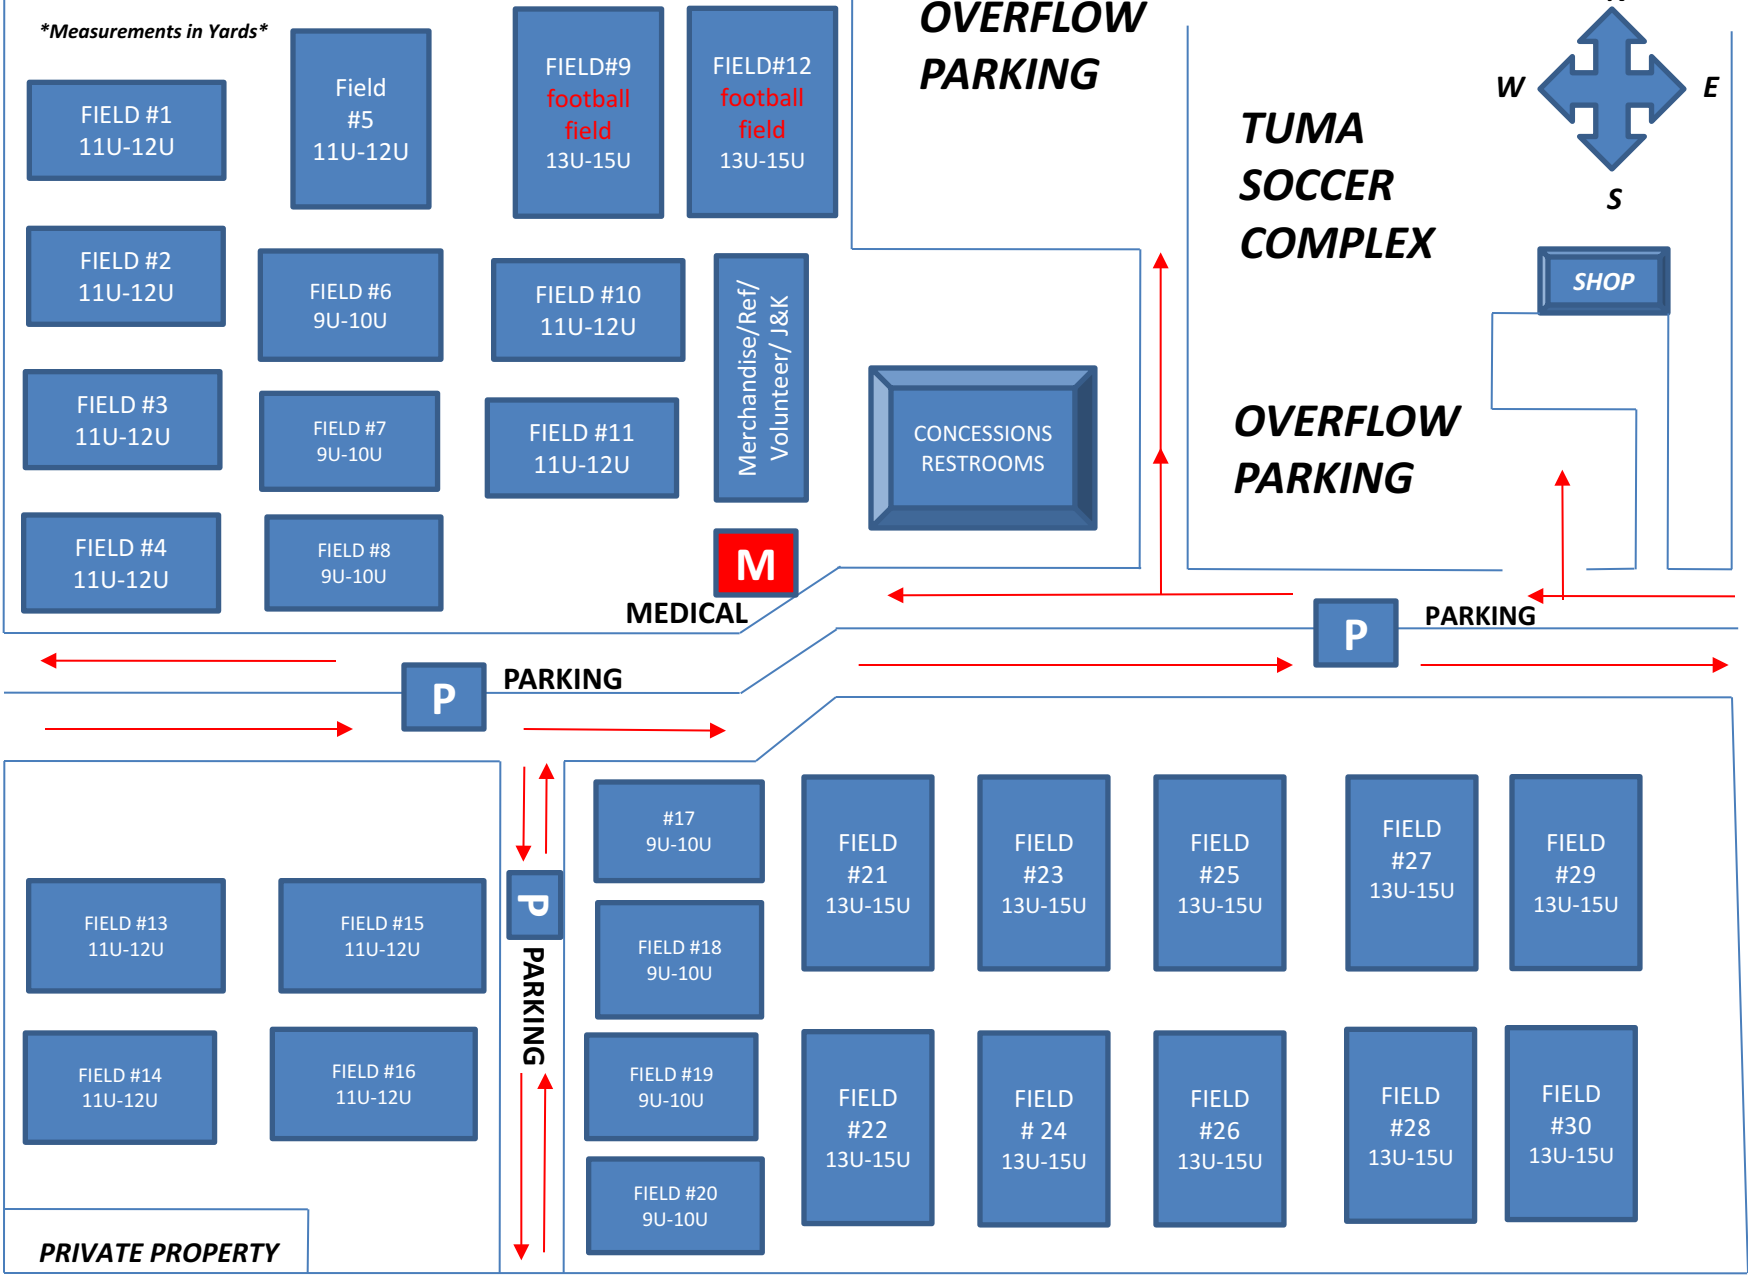 *Measurements in Yards*
FIELD #1
11U-12U
Field
#5
11U-12U
FIELD#9
football
field
13U-15U
FIELD#12
football
field
13U-15U
OVERFLOW
PARKING
TUMA
SOCCER
COMPLEX
W
E
S
FIELD #2
11U-12U
FIELD #6
9U-10U
FIELD #10
11U-12U
Merchandise/Ref/
Volunteer/ J&K
SHOP
FIELD #3
11U-12U
FIELD #7
9U-10U
FIELD #11
11U-12U
CONCESSIONS
RESTROOMS
OVERFLOW
PARKING
FIELD #4
11U-12U
FIELD #8
9U-10U
M
MEDICAL
P
PARKING
P
PARKING
#17
9U-10U
FIELD
#21
13U-15U
FIELD
#23
13U-15U
FIELD
#25
13U-15U
FIELD
#27
13U-15U
FIELD
#29
13U-15U
FIELD #13
11U-12U
FIELD #15
11U-12U
P
PARKING
FIELD #18
9U-10U
FIELD #14
11U-12U
FIELD #16
11U-12U
FIELD #19
9U-10U
FIELD
#22
13U-15U
FIELD
# 24
13U-15U
FIELD
#26
13U-15U
FIELD
#28
13U-15U
FIELD
#30
13U-15U
FIELD #20
9U-10U
PRIVATE PROPERTY